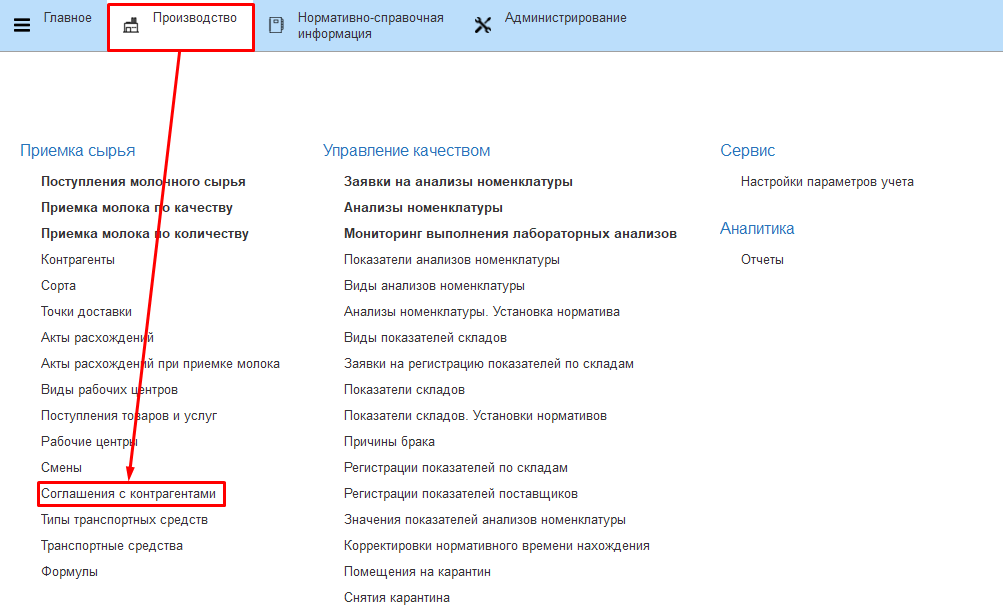 Главное
Производство
Нормативно-справочная
информация
Администрирование
Приемка сырья
Поступления молочного сырья
Приемка молока по качеству
Приемка молока по количеству
Контрагенты
Сорта
Точки доставки
Акты расхождений
Акты расхождений при приемке молока
Виды рабочих центров
Поступления товаров и услуг
Рабочие центры
Смены
Соглашения с контрагентами
Типы транспортных средств
Транспортные средства
Формулы
Управление качеством
Заявки на анализы номенклатуры
Анализы номенклатуры
Мониторинг выполнения лабораторных анализов
Показатели анализов номенклатуры
Виды анализов номенклатуры
Анализы номенклатуры. Установка норматива
Виды показателей складов
Заявки на регистрацию показателей по складам
Показатели складов
Показатели складов. Установки нормативов
Причины брака
Регистрации показателей по складам
Регистрации показателей поставщиков
Значения показателей анализов номенклатуры
Корректировки нормативного времени нахождения
Помещения на карантин
Снятия карантина
Сервис
Настройки параметров учета
Аналитика
Отчеты